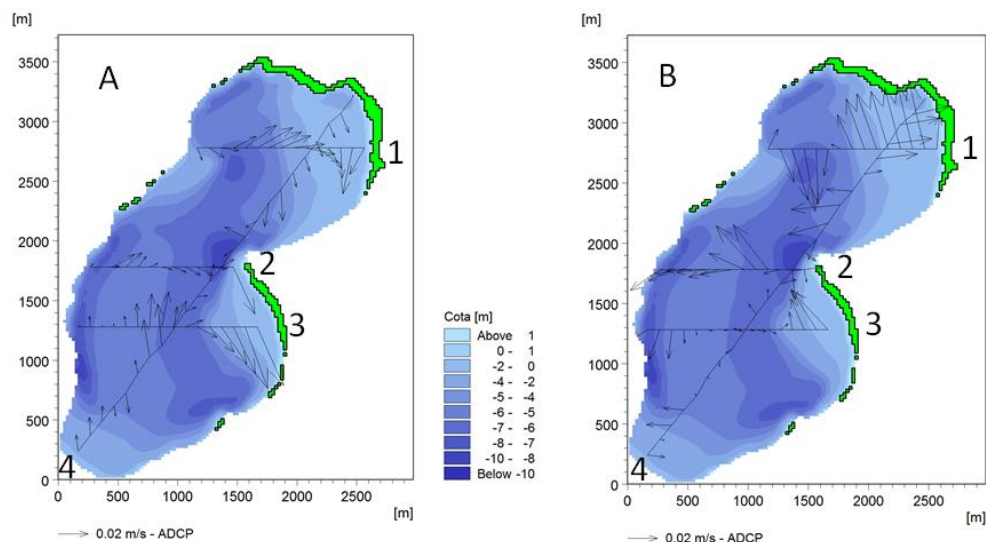 [m]
A
3500
3000
1
2500
2000
2
1500
3
1000
500
4
0
0 500 1000 1500 2000 2500
[m]
0.02 m/s - ADCP
Cota [m]
Above 1
0 - 1
-2 - 0
-4 - -2
-5 - -4
-6 - -5
-7 - -6
-8 - -7
-10 - -8
Below -10
[m]
B
3500
3000
1
2500
2000
2
1500
3
1000
500
4
0
0 500 1000 1500 2000 2500
[m]
0.02 m/s - ADCP